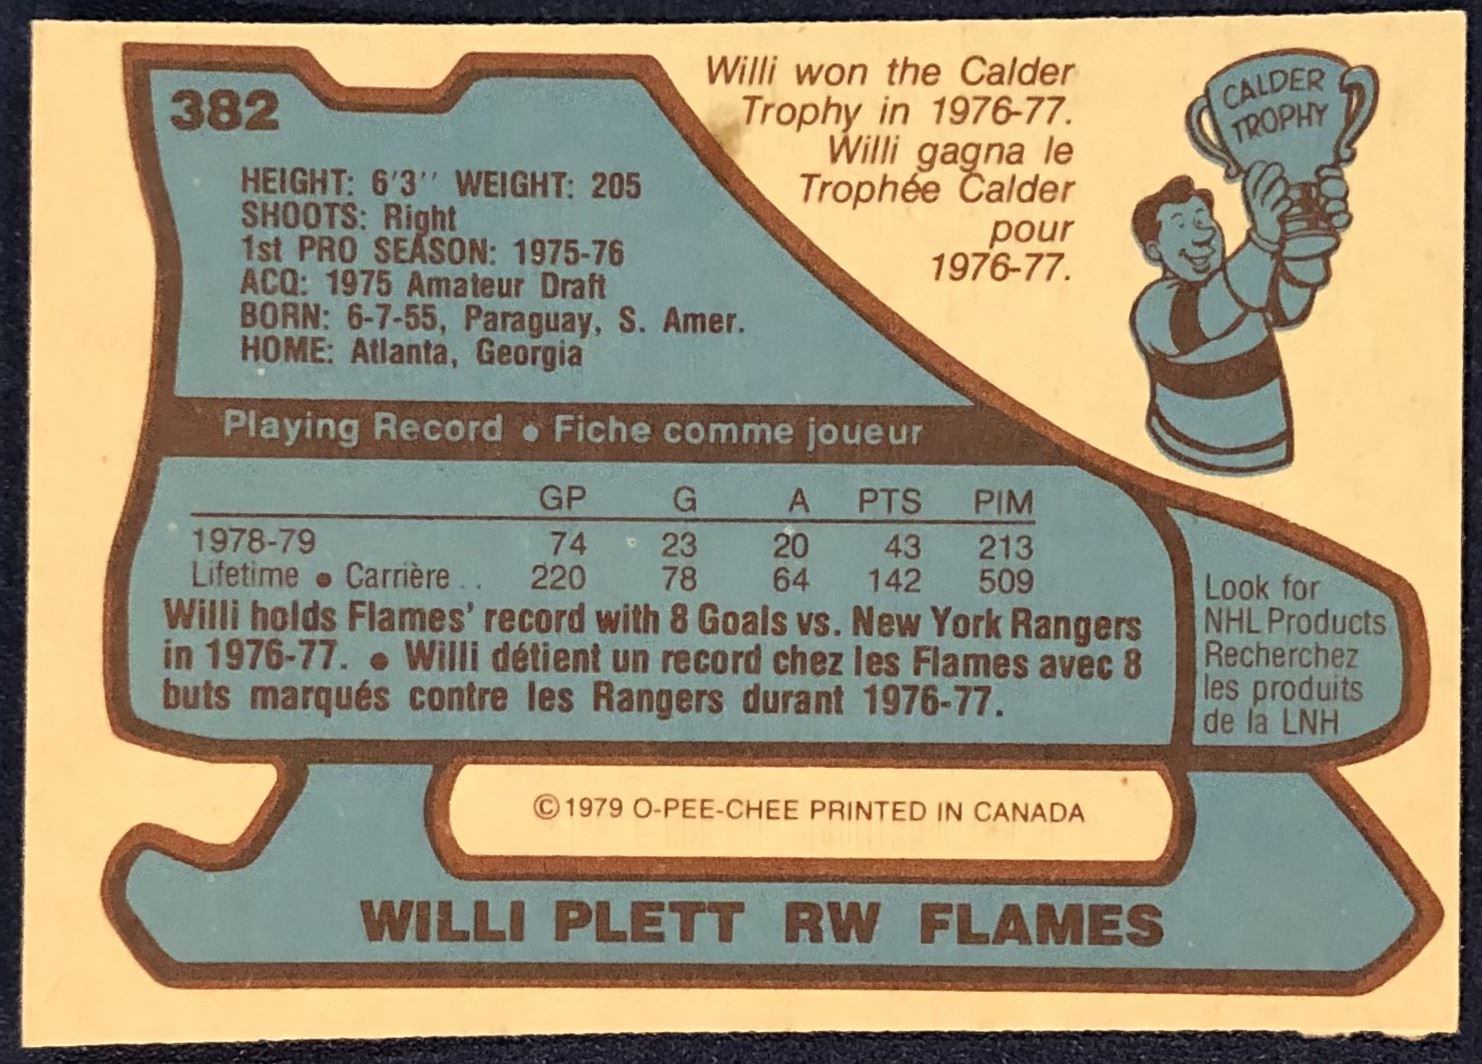 382
HEIGHT: 6'3'' WEIGHT: 205
SHOOTS: Right
1st PRO SEASON: 1975-76
ACQ: 1975 Amateur Draft
BORN: 6-7-55, Paraguay, S. Amer.
HOME: Atlanta, Georgia
Willi won the Calder
Trophy in 1976-77.
Willi gagna le
Trophée Calder
pour
1976-77.
CALDER
TROPHY
Playing Record • Fiche comme joueur
GP G A PTS PIM
1978-79 74 23 20 43 213
Lifetime • Carrière .. 220 78 64 142 509
Willi holds Flames' record with 8 Goals vs. New York Rangers
in 1976-77. • Willi détient un record chez les Flames avec 8
buts marqués contre les Rangers durant 1976-77.
Look for
NHL Products
Recherchez
les produits
de la LNH
©1979 O-PEE-CHEE PRINTED IN CANADA
WILLI PLETT RW FLAMES